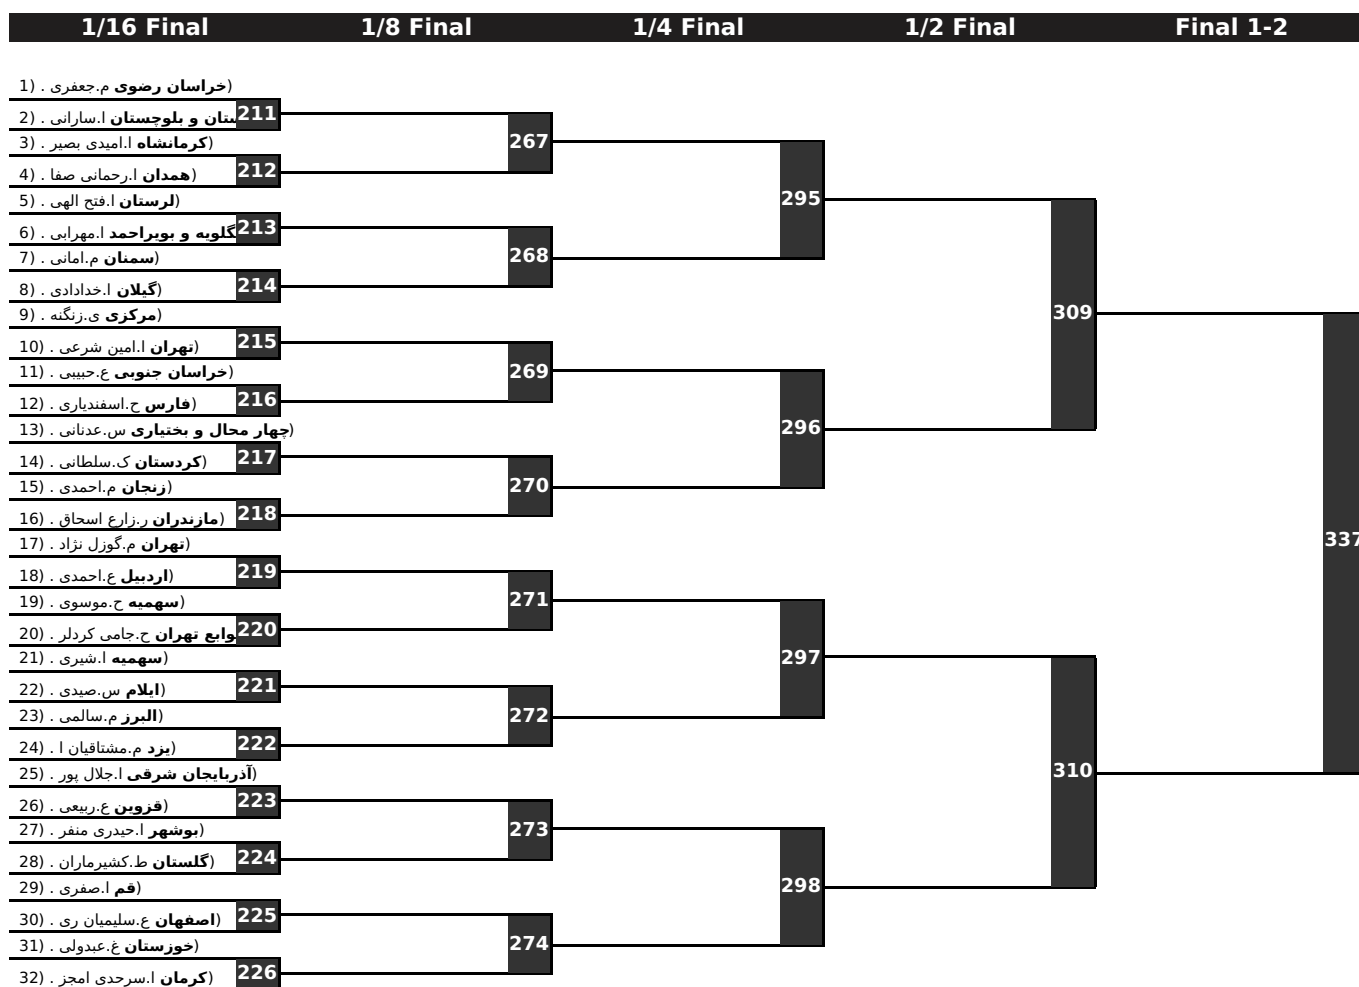 1/16 Final 1/8 Final 1/4 Final 1/2 Final Final 1-2
1) . م.جعفری خراسان رضوی)
211
2) . ا.سارانی ستان و بلوچستان
267
3) . ا.امیدی بصیر کرمانشاه)
212
4) . ا.رحمانی صفا همدان)
295
5) . ا.فتح الهی لرستان)
213
6) . ا.مهرابی گلویه و بویراحمد
268
7) . م.امانی سمنان)
214
8) . ا.خدادادی گیلان)
309
9) . ی.زنگنه مرکزی)
215
10) . ا.امین شرعی تهران)
269
11) . ع.حبیبی خراسان جنوبی)
216
12) . ح.اسفندیاری فارس)
296
13) . س.عدنانی چهار محال و بختیاری)
217
14) . ک.سلطانی کردستان)
270
15) . م.احمدی زنجان)
218
16) . ر.زارع اسحاق مازندران)
337
17) . م.گوزل نژاد تهران)
219
18) . ع.احمدی اردبیل)
271
19) . ح.موسوی سهمیه)
220
20) . ح.جامی کردلر وابع تهران
297
21) . ا.شیری سهمیه)
221
22) . س.صیدی ایلام)
272
23) . م.سالمی البرز)
222
24) . م.مشتاقیان ا یزد)
310
25) . ا.جلال پور آذربایجان شرقی)
223
26) . ع.ربیعی قزوین)
273
27) . ا.حیدری منفر بوشهر)
224
28) . ط.کشیرماران گلستان)
298
29) . ا.صفری قم)
225
30) . ع.سلیمیان ری اصفهان)
274
31) . غ.عبدولی خوزستان)
226
32) . ا.سرحدی امجز کرمان)